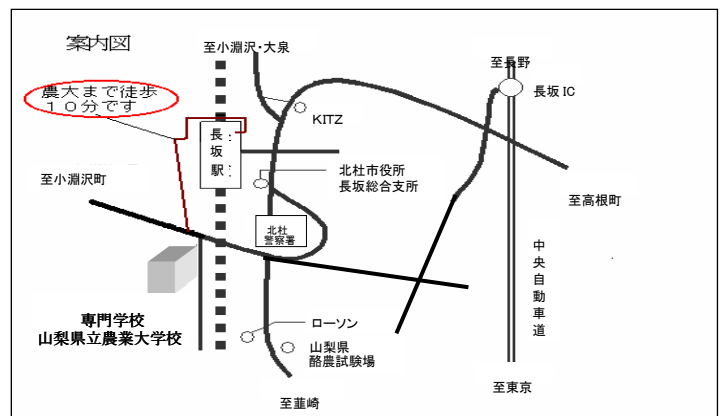 案内図
至小淵沢・大泉
至長野
農大まで徒歩
10分です
長坂IC
KITZ
長坂駅
北杜市役所
長坂総合支所
至小淵沢町
至高根町
北杜
警察署
中央自動車道
専門学校
山梨県立農業大学校
ローソン
山梨県
酪農試験場
至東京
至韮崎